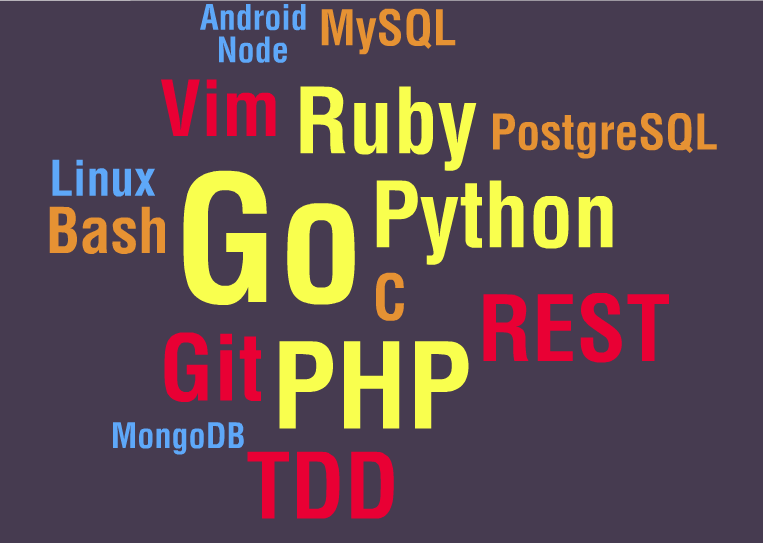 Android
MySQL
Node
Vim
Ruby
PostgreSQL
Linux
Go
Python
Bash
C
REST
Git
PHP
MongoDB
TDD